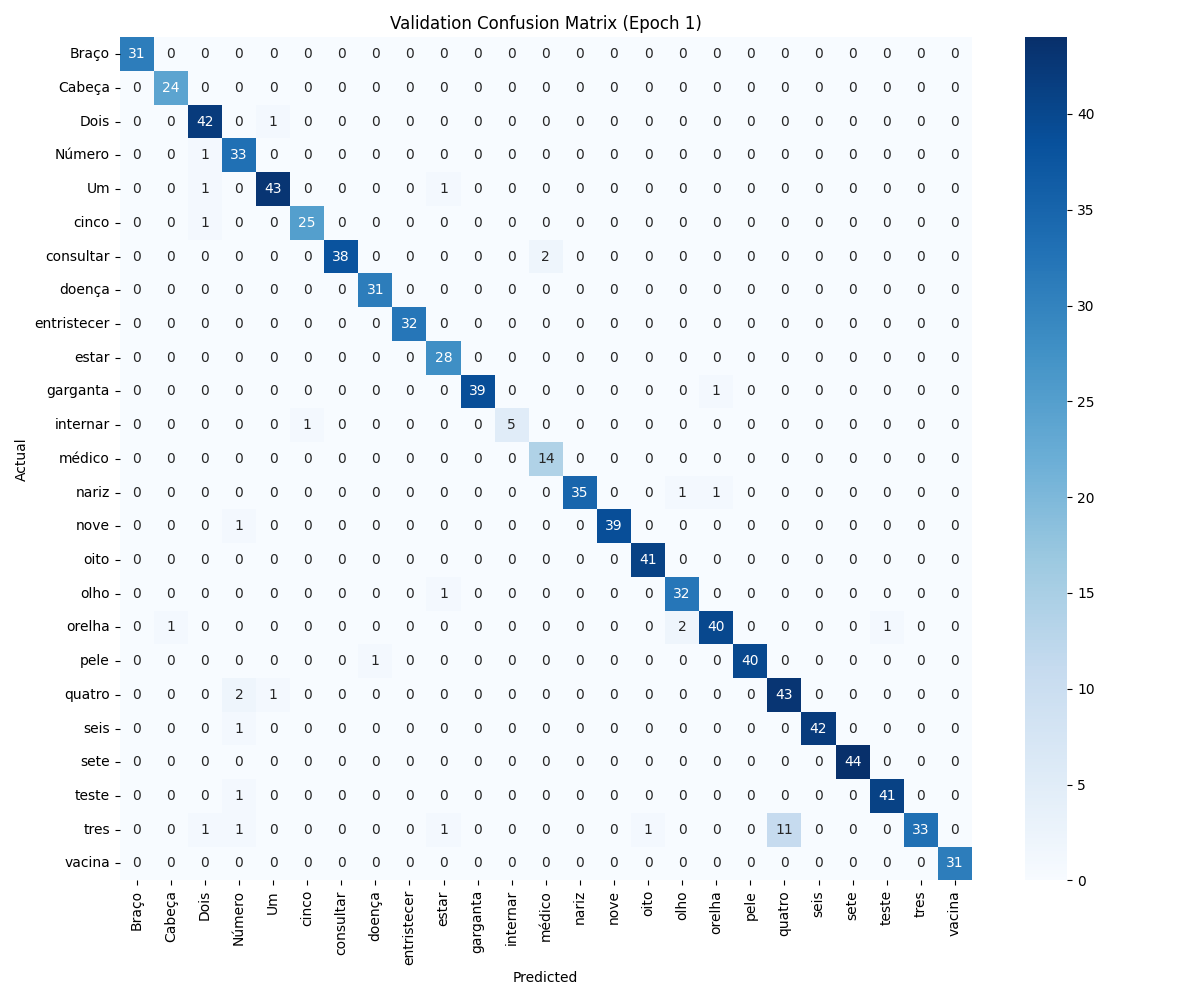 Validation Confusion Matrix (Epoch 1)
Braço 31 0 0 0 0 0 0 0 0 0 0 0 0 0 0 0 0 0 0 0 0 0 0 0 0
Cabeça 0 24 0 0 0 0 0 0 0 0 0 0 0 0 0 0 0 0 0 0 0 0 0 0 0
Dois 0 0 42 0 1 0 0 0 0 0 0 0 0 0 0 0 0 0 0 0 0 0 0 0 0
Número 0 0 1 33 0 0 0 0 0 0 0 0 0 0 0 0 0 0 0 0 0 0 0 0 0
Um 0 0 1 0 43 0 0 0 0 1 0 0 0 0 0 0 0 0 0 0 0 0 0 0 0
cinco 0 0 1 0 0 25 0 0 0 0 0 0 0 0 0 0 0 0 0 0 0 0 0 0 0
consultar 0 0 0 0 0 0 38 0 0 0 0 0 2 0 0 0 0 0 0 0 0 0 0 0 0
doença 0 0 0 0 0 0 0 31 0 0 0 0 0 0 0 0 0 0 0 0 0 0 0 0 0
entristecer 0 0 0 0 0 0 0 0 32 0 0 0 0 0 0 0 0 0 0 0 0 0 0 0 0
estar 0 0 0 0 0 0 0 0 0 28 0 0 0 0 0 0 0 0 0 0 0 0 0 0 0
garganta 0 0 0 0 0 0 0 0 0 0 39 0 0 0 0 0 0 1 0 0 0 0 0 0 0
internar 0 0 0 0 0 1 0 0 0 0 0 5 0 0 0 0 0 0 0 0 0 0 0 0 0
médico 0 0 0 0 0 0 0 0 0 0 0 0 14 0 0 0 0 0 0 0 0 0 0 0 0
nariz 0 0 0 0 0 0 0 0 0 0 0 0 0 35 0 0 1 1 0 0 0 0 0 0 0
nove 0 0 0 1 0 0 0 0 0 0 0 0 0 0 39 0 0 0 0 0 0 0 0 0 0
oito 0 0 0 0 0 0 0 0 0 0 0 0 0 0 0 41 0 0 0 0 0 0 0 0 0
olho 0 0 0 0 0 0 0 0 0 1 0 0 0 0 0 0 32 0 0 0 0 0 0 0 0
orelha 0 1 0 0 0 0 0 0 0 0 0 0 0 0 0 0 2 40 0 0 0 0 1 0 0
pele 0 0 0 0 0 0 0 1 0 0 0 0 0 0 0 0 0 0 40 0 0 0 0 0 0
quatro 0 0 0 2 1 0 0 0 0 0 0 0 0 0 0 0 0 0 0 43 0 0 0 0 0
seis 0 0 0 1 0 0 0 0 0 0 0 0 0 0 0 0 0 0 0 0 42 0 0 0 0
sete 0 0 0 0 0 0 0 0 0 0 0 0 0 0 0 0 0 0 0 0 0 44 0 0 0
teste 0 0 0 1 0 0 0 0 0 0 0 0 0 0 0 0 0 0 0 0 0 0 41 0 0
tres 0 0 1 1 0 0 0 0 0 1 0 0 0 0 0 1 0 0 0 11 0 0 0 33 0
vacina 0 0 0 0 0 0 0 0 0 0 0 0 0 0 0 0 0 0 0 0 0 0 0 0 31
Actual
Braço Cabeça Dois Número Um cinco consultar doença entristecer estar garganta internar médico nariz nove oito olho orelha pele quatro seis sete teste tres vacina
Predicted
40
35
30
25
20
15
10
5
0